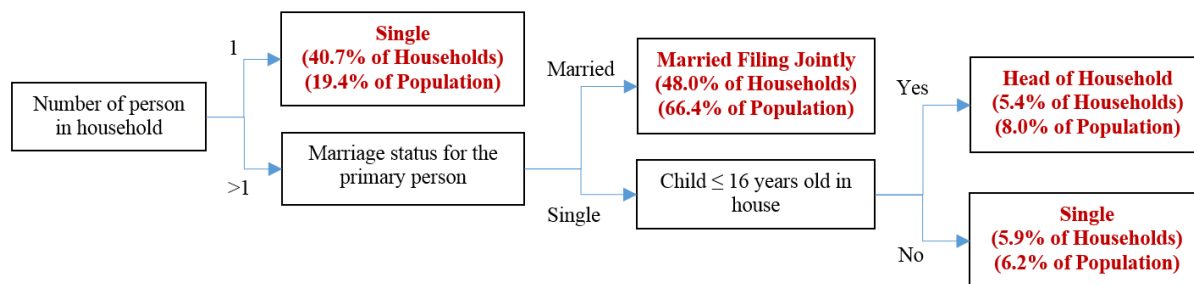 Number of person
in household
1
>1
Single
(40.7% of Households)
(19.4% of Population)
Marriage status for the
primary person
Married
Single
Married Filing Jointly
(48.0% of Households)
(66.4% of Population)
Child ≤ 16 years old in
house
Yes
No
Head of Household
(5.4% of Households)
(8.0% of Population)
Single
(5.9% of Households)
(6.2% of Population)